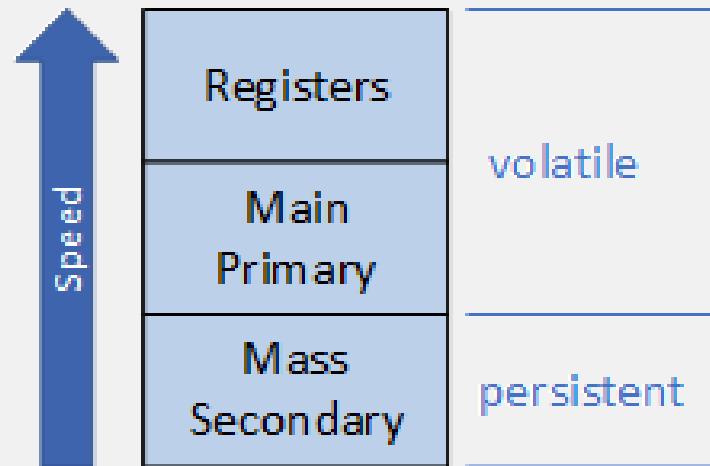 Speed
Registers
Main
Primary
Mass
Secondary
volatile
persistent